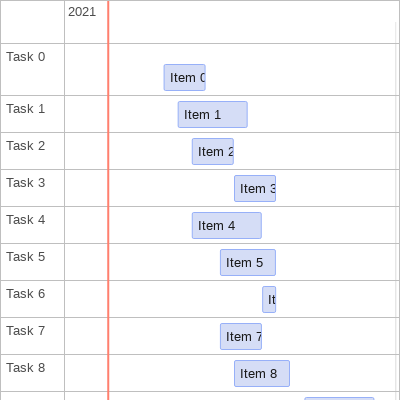 2021
Task 0
Item 0
Task 1
Item 1
Task 2
Item 2
Task 3
Item 3
Task 4
Item 4
Task 5
Item 5
Task 6
It
Task 7
Item 7
Task 8
Item 8